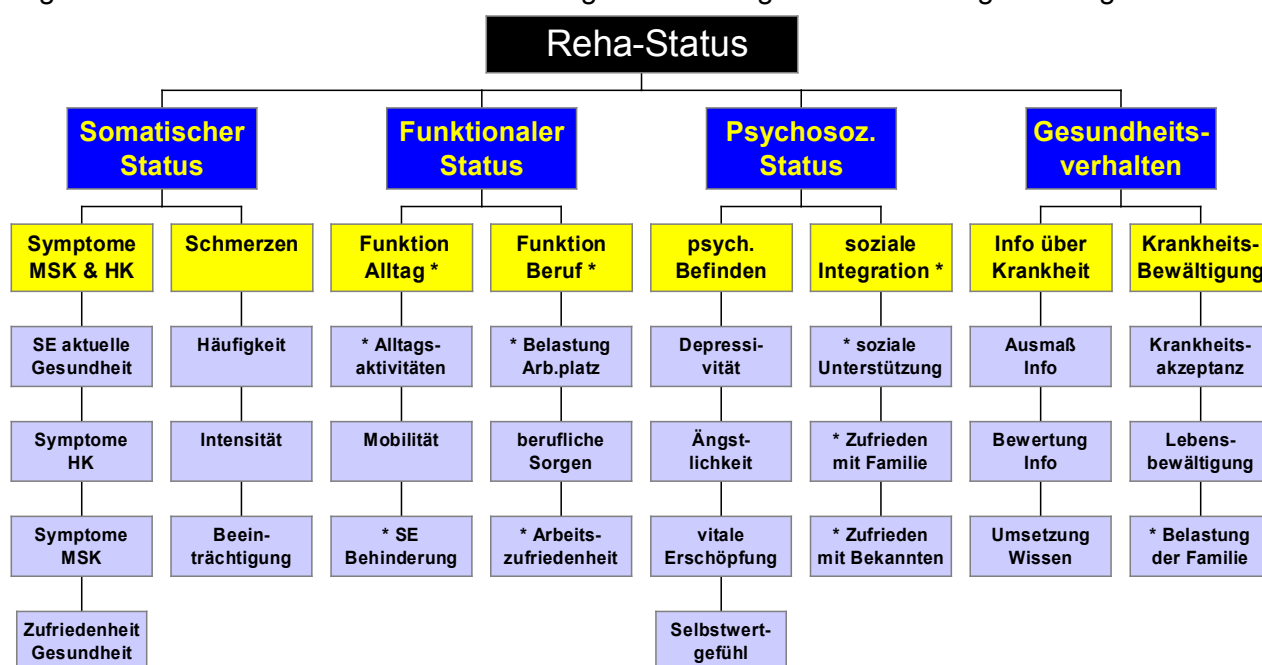 Reha-Status
Somatischer
Status
Funktionaler
Status
Psychosoz.
Status
Gesundheits-
verhalten
Symptome
MSK & HK
Schmerzen
Funktion
Alltag *
Funktion
Beruf *
psych.
Befinden
soziale
Integration *
Info über
Krankheit
Krankheits-
Bewältigung
SE aktuelle
Gesundheit
Häufigkeit
* Alltags-
aktivitäten
* Belastung
Arb.platz
Depressi-
vität
* soziale
Unterstützung
Ausmaß
Info
Krankheits-
akzeptanz
Symptome
HK
Intensität
Mobilität
berufliche
Sorgen
Ängst-
lichkeit
* Zufrieden
mit Familie
Bewertung
Info
Lebens-
bewältigung
Symptome
MSK
Beein-
trächtigung
* SE
Behinderung
* Arbeits-
zufriedenheit
vitale
Erschöpfung
* Zufrieden
mit Bekannten
Umsetzung
Wissen
* Belastung
der Familie
Zufriedenheit
Gesundheit
Selbstwert-
gefühl